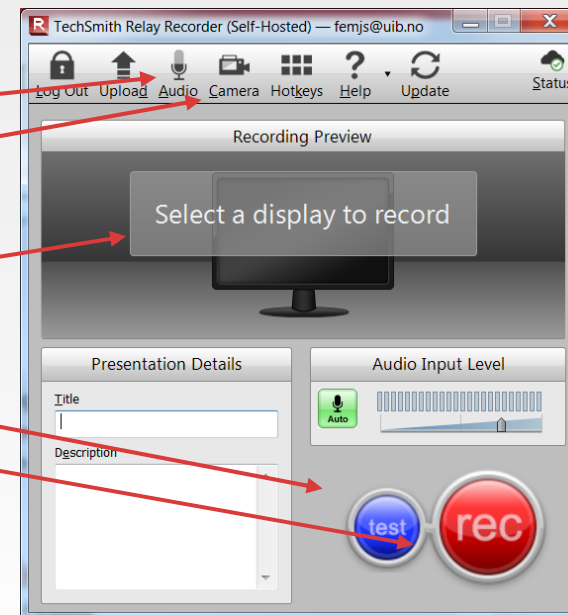 R TechSmith Relay Recorder (Self-Hosted) — femjs@uib.no X
Log Out Upload Audio Camera Hotkeys ? Help Update Status
Recording Preview
Select a display to record
Presentation Details
Audio Input Level
Title
Auto
Description
test
rec